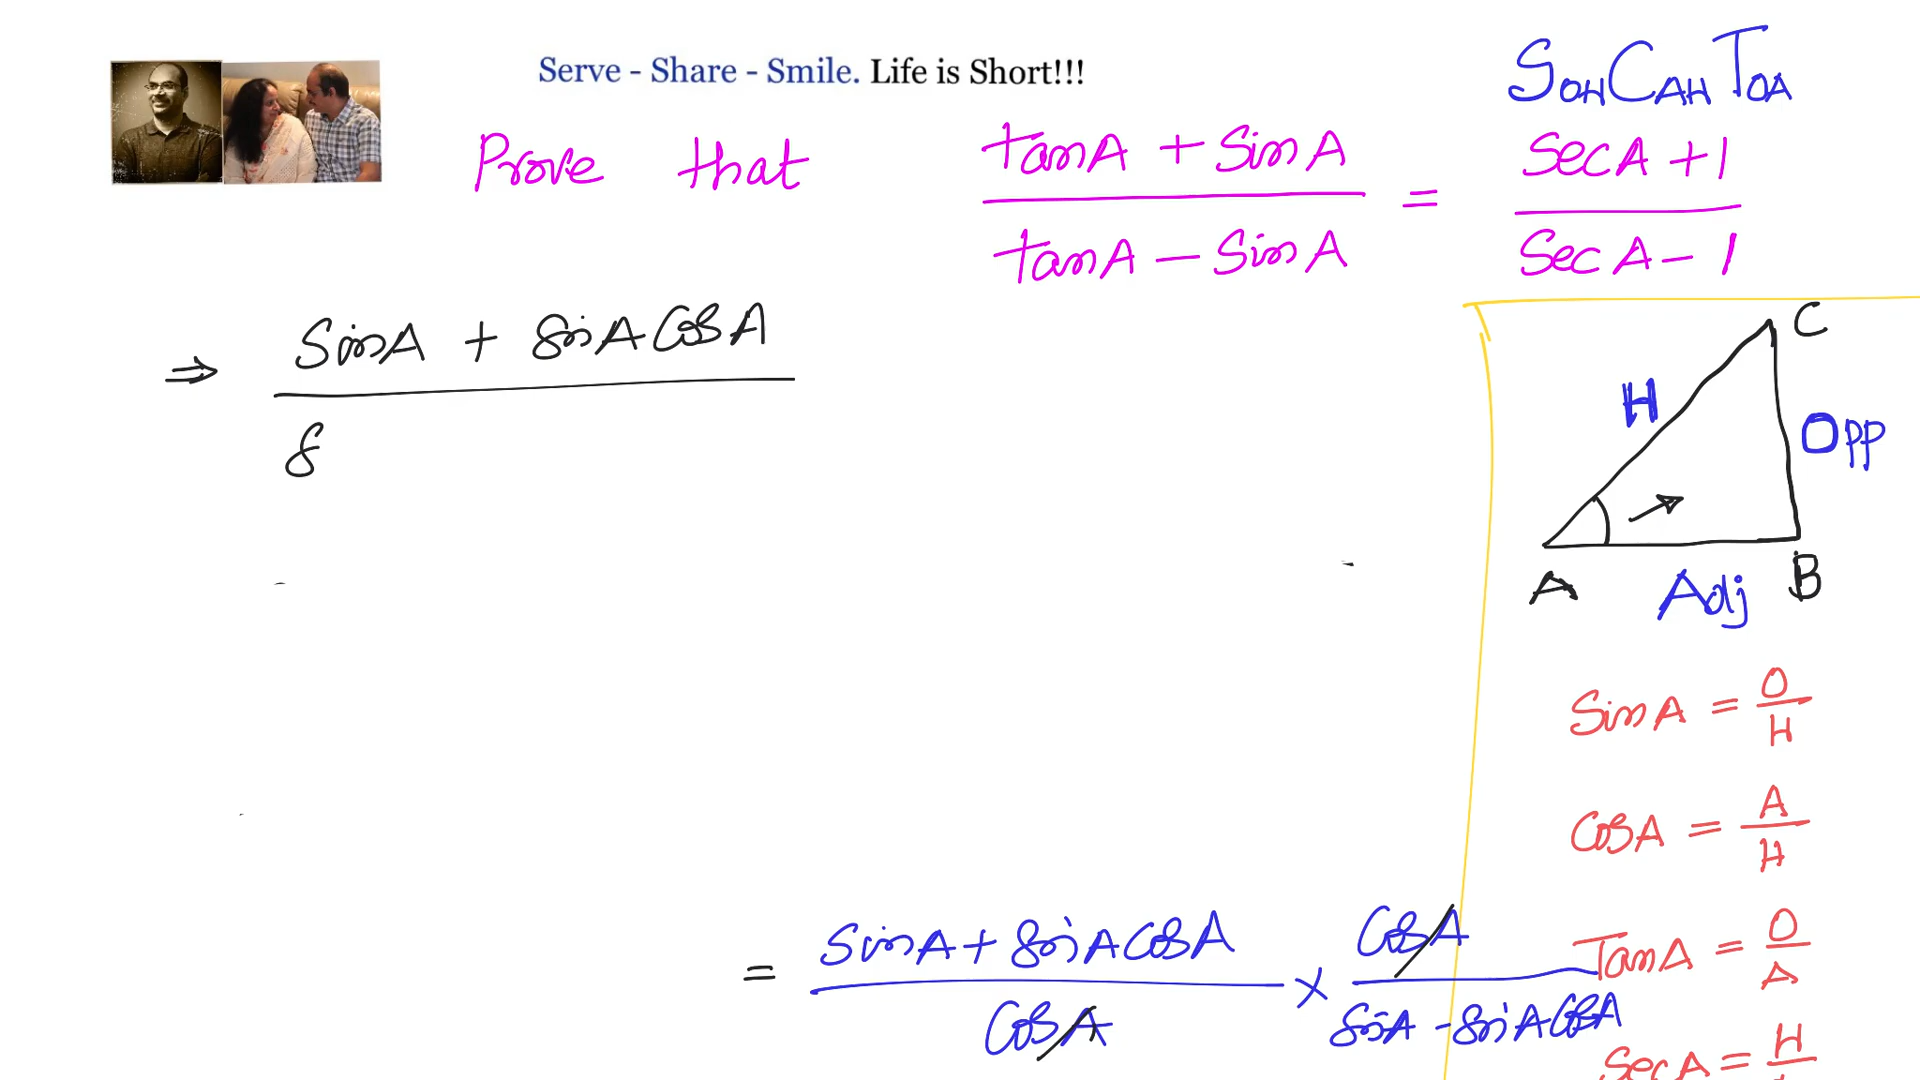 Serve - Share - Smile. Life is Short!!!
SOHCAHTOA
Prove that
tanA + SinA
tanA - SinA
=
SecA + 1
SecA - 1
⇒ SinA + SinA CosA
S
C
H
Opp
A
Adj
B
SinA = O
H
CosA = A
H
TanA = O
A
SecA = H
= SinA + SinA CosA
CosA
×
CosA
SinA - SinA CosA